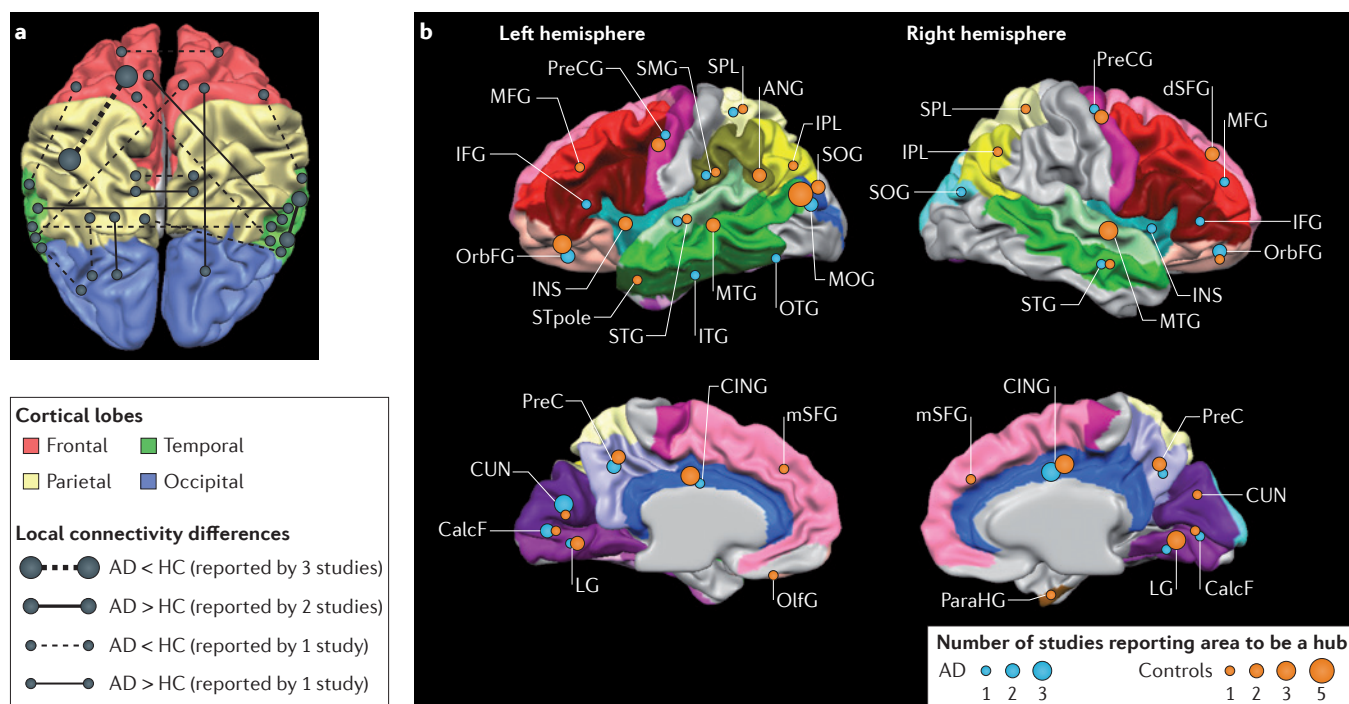 a
Cortical lobes
Frontal
Temporal
Parietal
Occipital
Local connectivity differences
AD < HC (reported by 3 studies)
AD > HC (reported by 2 studies)
AD < HC (reported by 1 study)
AD > HC (reported by 1 study)
b
Left hemisphere
PreCG
SMG
SPL
ANG
MFG
IPL
IFG
SOG
OrbFG
INS
STpole
STG
ITG
MTG
OTG
MOG
Right hemisphere
PreCG
dSFG
SPL
MFG
IPL
SOG
IFG
OrbFG
STG
MTG
INS
PreC
CING
mSFG
CUN
CalcF
LG
OlfG
CING
mSFG
PreC
CUN
ParaHG
LG
CalcF
Number of studies reporting area to be a hub
AD
1 2 3
Controls
1 2 3 5